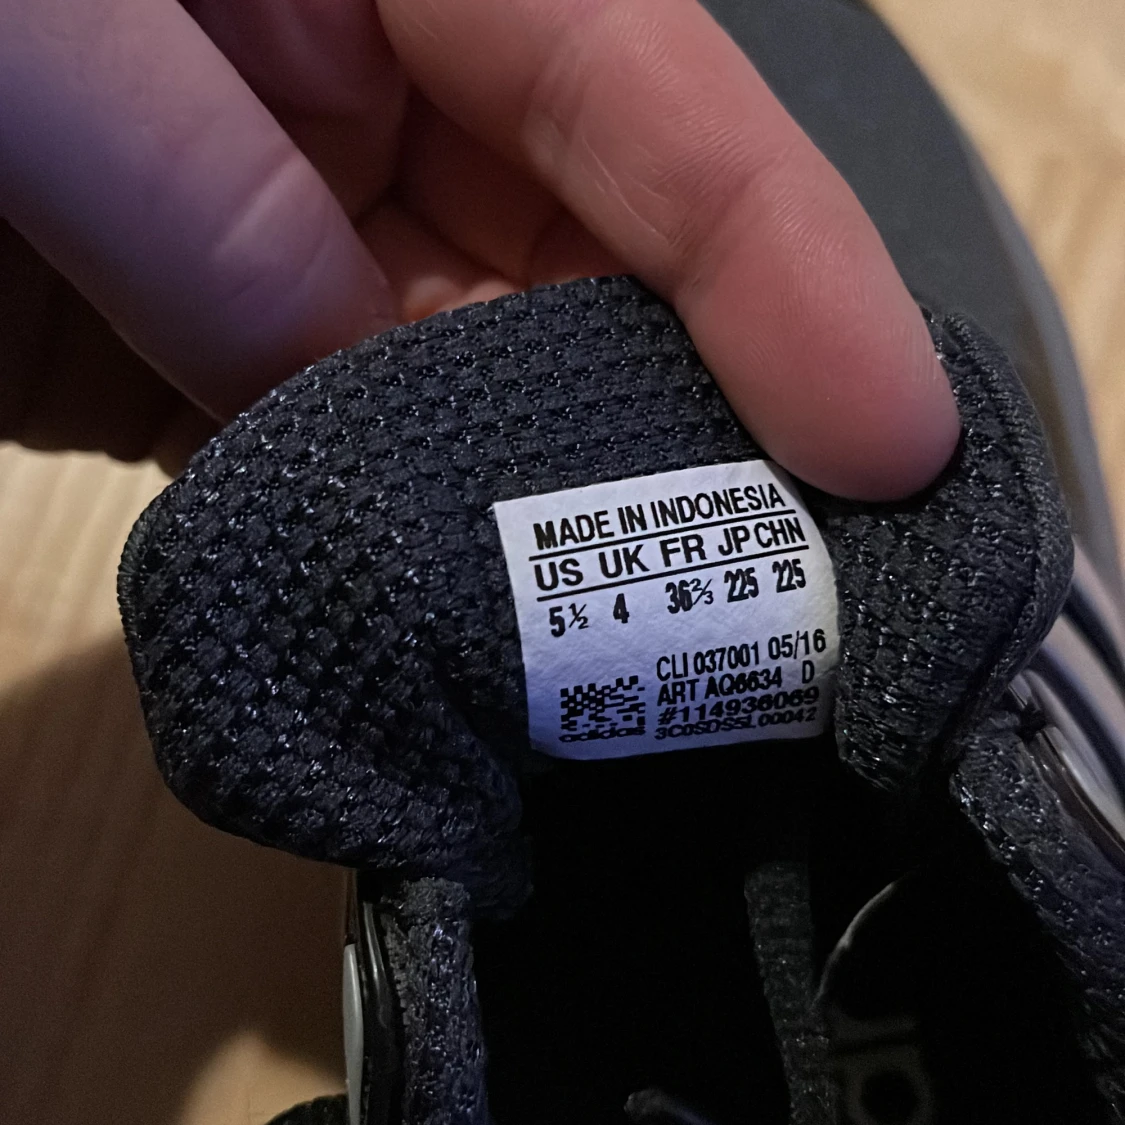 MADE IN INDONESIA
US UK FR JP CHN
5½ 4 36⅔ 225 225
CLI 037001 05/16
ART AQ6634 D
#114936069
3C0SDSSL00042
adidas